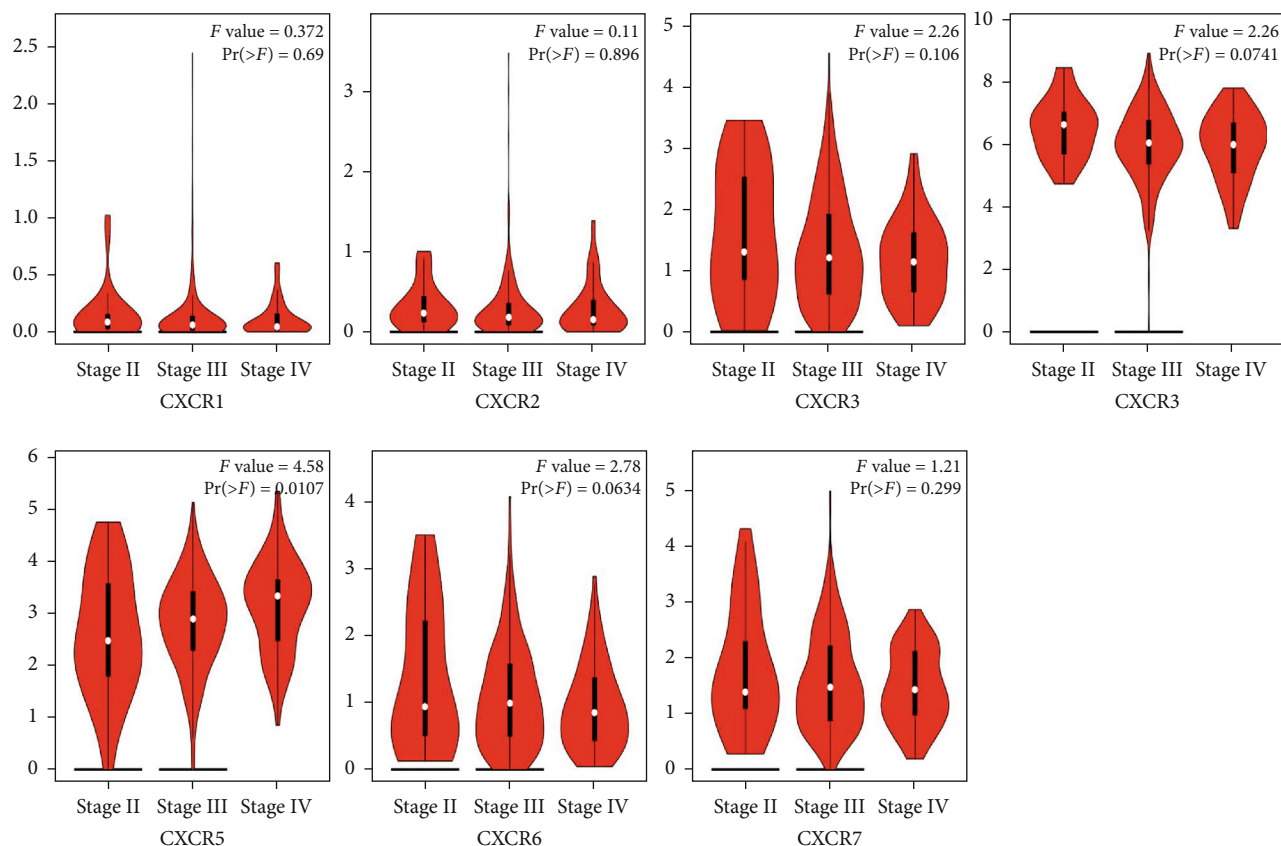 F value = 0.372
Pr(>F) = 0.69
2.5
2.0
1.5
1.0
0.5
0.0
Stage II Stage III Stage IV
CXCR1
F value = 0.11
Pr(>F) = 0.896
3
2
1
0
Stage II Stage III Stage IV
CXCR2
F value = 2.26
Pr(>F) = 0.106
5
4
3
2
1
0
Stage II Stage III Stage IV
CXCR3
F value = 2.26
Pr(>F) = 0.0741
10
8
6
4
2
0
Stage II Stage III Stage IV
CXCR3
F value = 4.58
Pr(>F) = 0.0107
6
5
4
3
2
1
0
Stage II Stage III Stage IV
CXCR5
F value = 2.78
Pr(>F) = 0.0634
4
3
2
1
0
Stage II Stage III Stage IV
CXCR6
F value = 1.21
Pr(>F) = 0.299
5
4
3
2
1
0
Stage II Stage III Stage IV
CXCR7